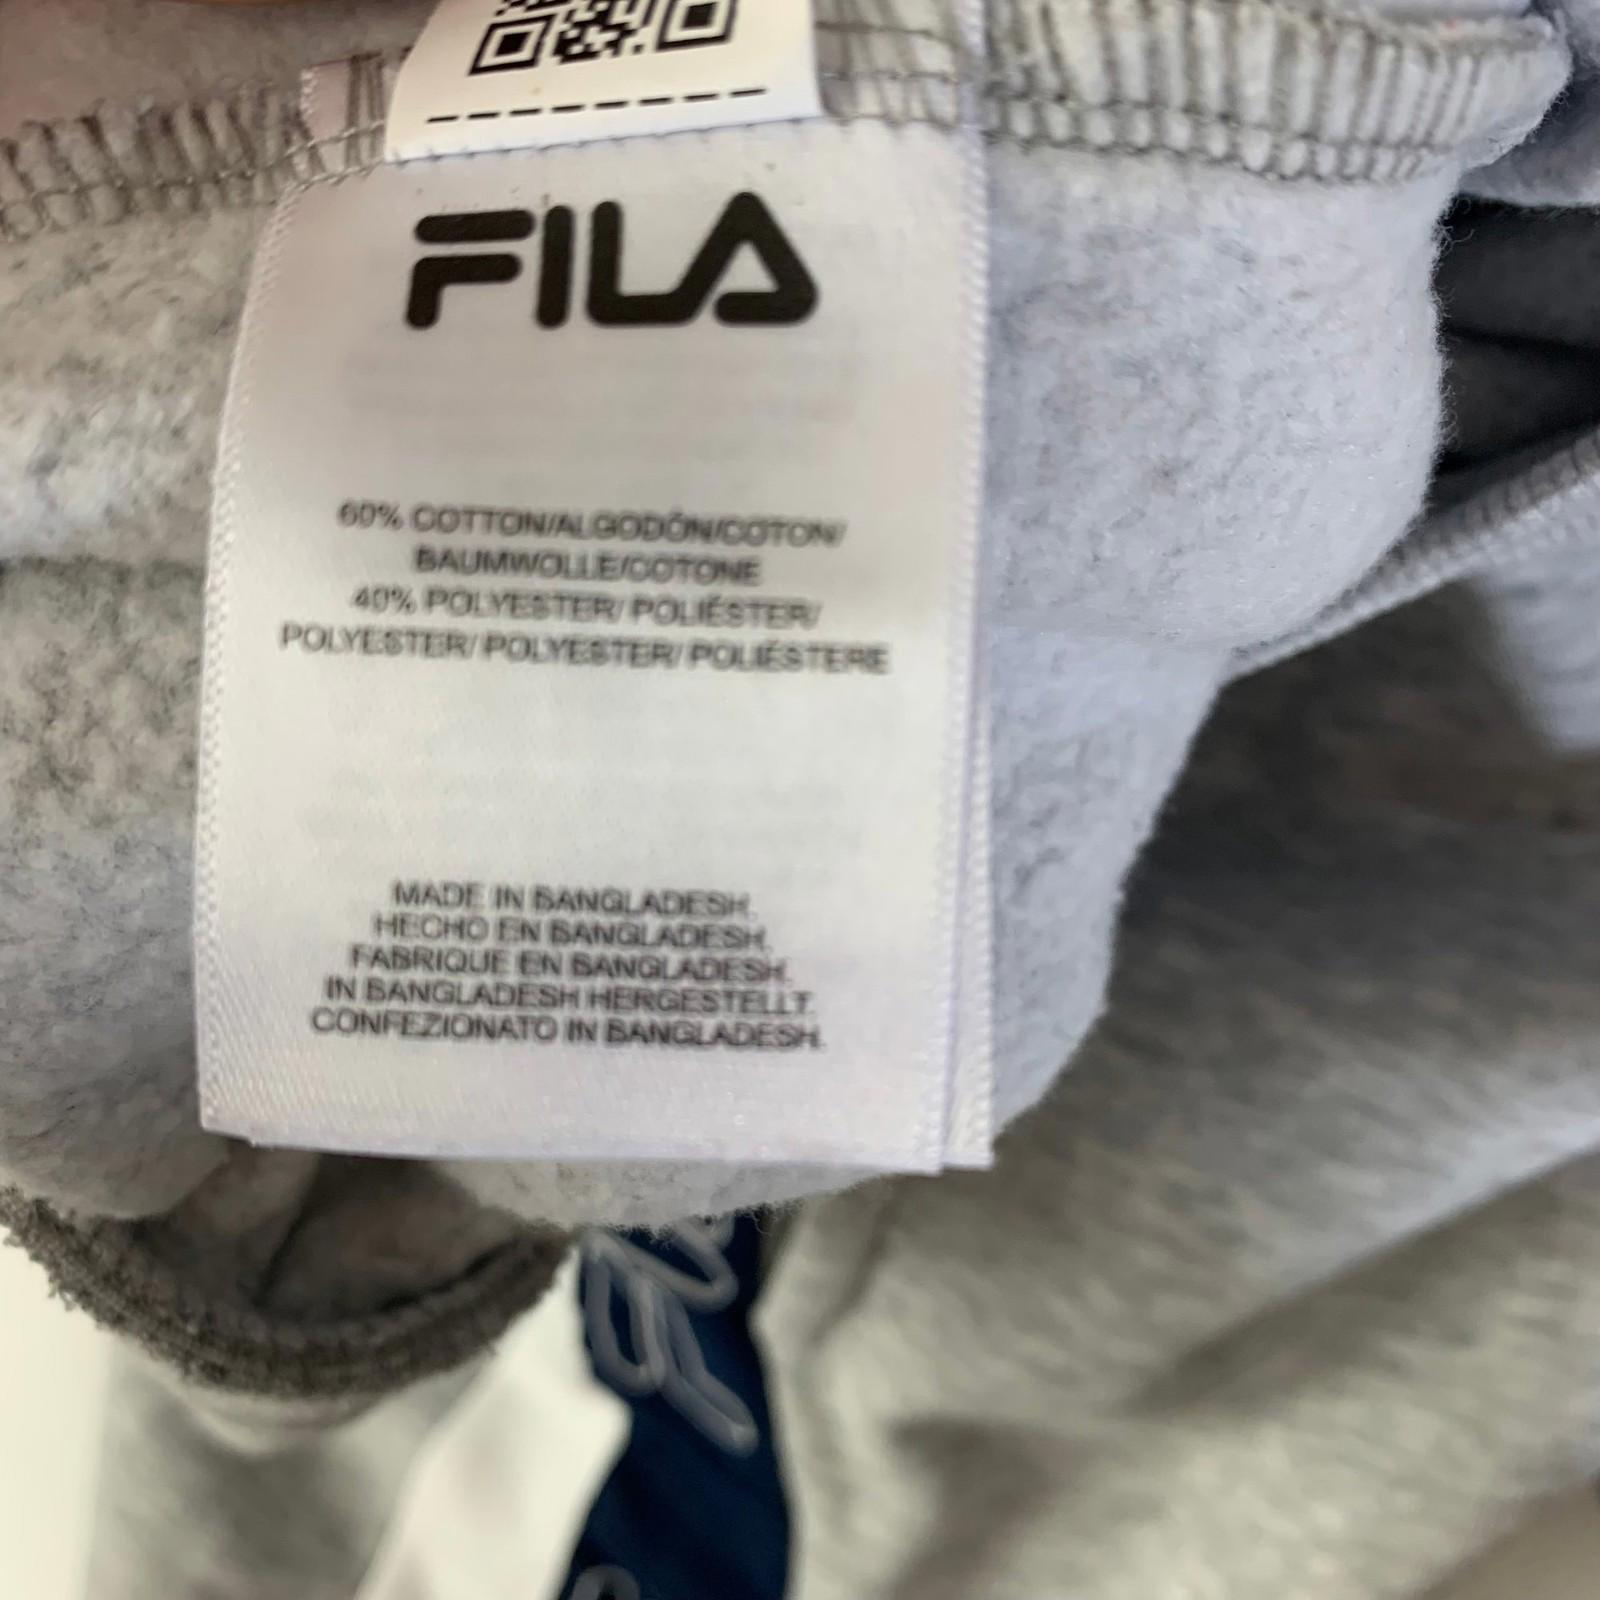 FILA
60% COTTON/ALGODÓN/COTON/
BAUMWOLLE/COTONE
40% POLYESTER/ POLIÉSTER/
POLYESTER/ POLYESTER/ POLIESTERE
MADE IN BANGLADESH.
HECHO EN BANGLADESH.
FABRIQUE EN BANGLADESH.
IN BANGLADESH HERGESTELLT.
CONFEZIONATO IN BANGLADESH.